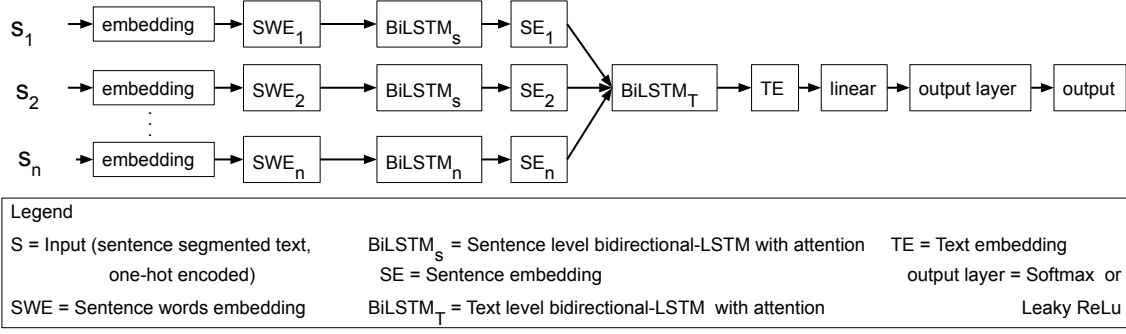 S1 embedding SWE1 BiLSTMs SE1
S2 embedding SWE2 BiLSTMs SE2 BiLSTMT TE linear output layer output
Sn embedding SWEn BiLSTMn SEn
Legend
S = Input (sentence segmented text, BiLSTMs = Sentence level bidirectional-LSTM with attention TE = Text embedding
one-hot encoded) SE = Sentence embedding output layer = Softmax or
SWE = Sentence words embedding BiLSTMT = Text level bidirectional-LSTM with attention Leaky ReLu